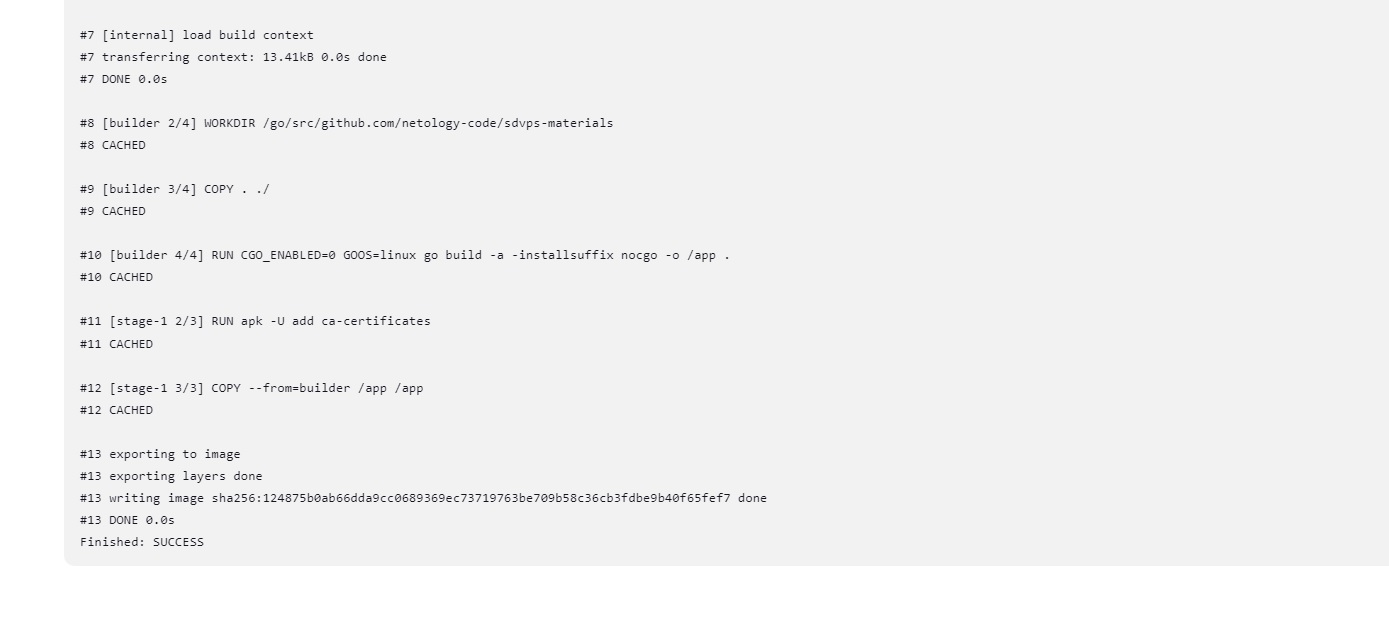 #7 [internal] load build context
#7 transferring context: 13.41kB 0.0s done
#7 DONE 0.0s
#8 [builder 2/4] WORKDIR /go/src/github.com/netology-code/sdvps-materials
#8 CACHED
#9 [builder 3/4] COPY . ./
#9 CACHED
#10 [builder 4/4] RUN CGO_ENABLED=0 GOOS=linux go build -a -installsuffix nocgo -o /app .
#10 CACHED
#11 [stage-1 2/3] RUN apk -U add ca-certificates
#11 CACHED
#12 [stage-1 3/3] COPY --from=builder /app /app
#12 CACHED
#13 exporting to image
#13 exporting layers done
#13 writing image sha256:124875b0ab66dda9cc0689369ec73719763be709b58c36cb3fdbe9b40f65fef7 done
#13 DONE 0.0s
Finished: SUCCESS